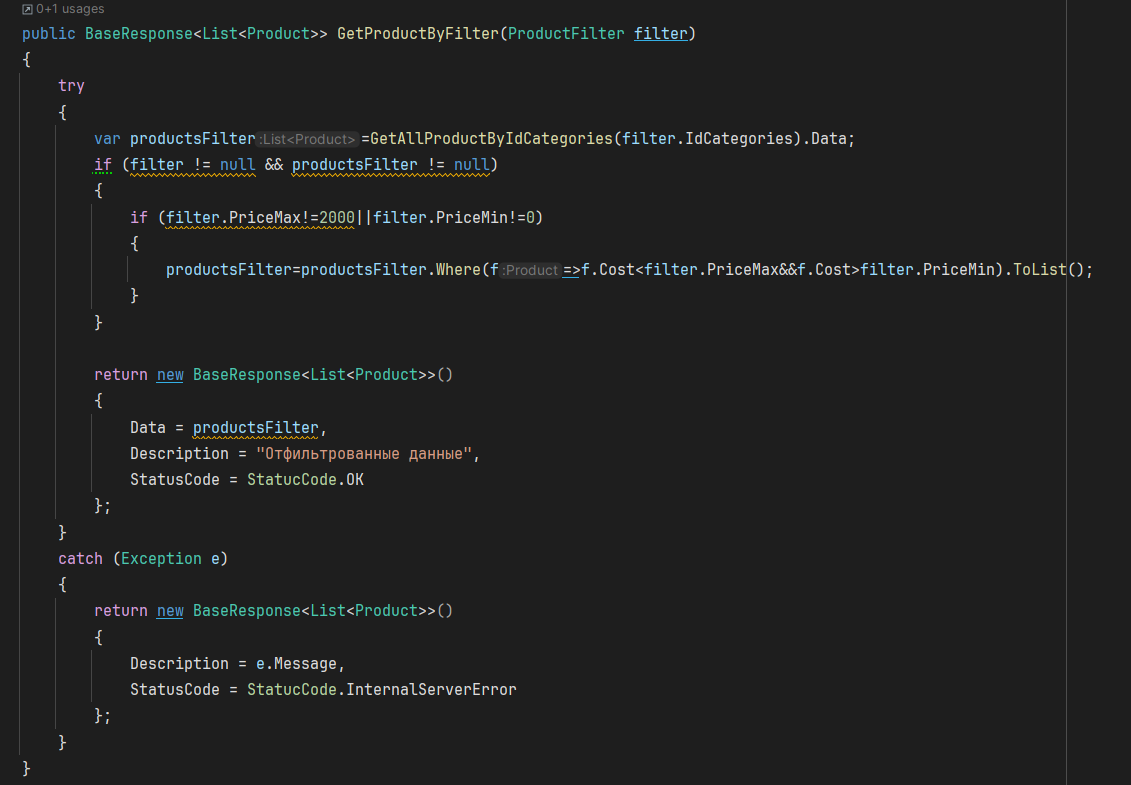 0+1 usages
public BaseResponse<List<Product>> GetProductByFilter(ProductFilter filter)
{
    try
    {
        var productsFilter :List<Product> =GetAllProductByIdCategories(filter.IdCategories).Data;
        if (filter != null && productsFilter != null)
        {
            if (filter.PriceMax!=2000||filter.PriceMin!=0)
            {
                productsFilter=productsFilter.Where(f :Product =>f.Cost<filter.PriceMax&&f.Cost>filter.PriceMin).ToList();
            }
        }

        return new BaseResponse<List<Product>>()
        {
            Data = productsFilter,
            Description = "Отфильтрованные данные",
            StatusCode = StatucCode.OK
        };
    }
    catch (Exception e)
    {
        return new BaseResponse<List<Product>>()
        {
            Description = e.Message,
            StatusCode = StatucCode.InternalServerError
        };
    }
}